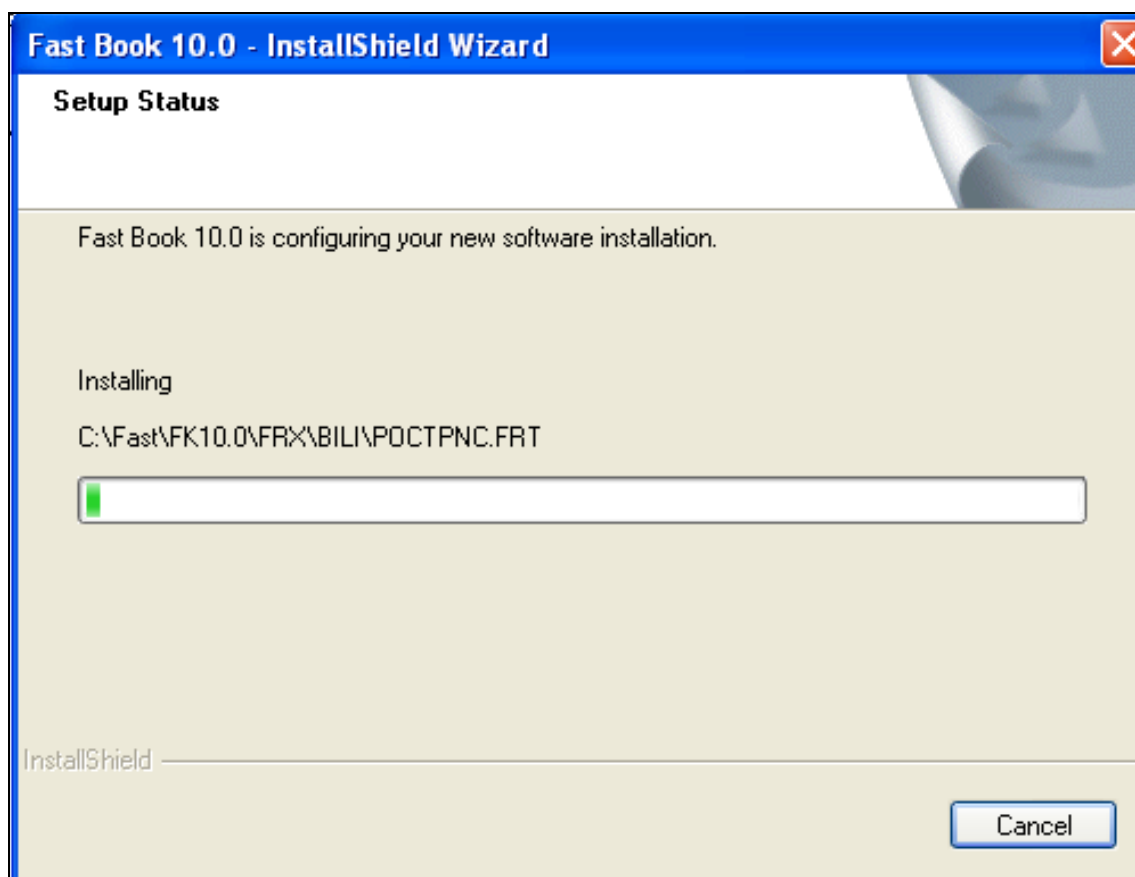 Fast Book 10.0 - InstallShield Wizard
Setup Status
Fast Book 10.0 is configuring your new software installation.
Installing
C:\Fast\FK10.0\FRX\BILI\POCTPNC.FRT
InstallShield
Cancel